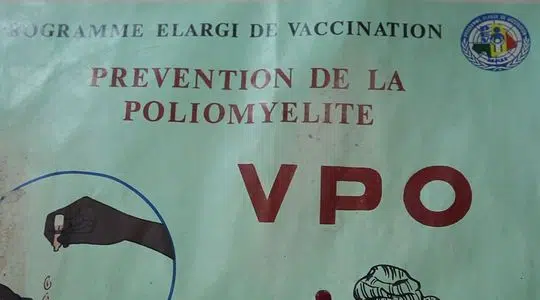 ROGRAMME ELARGI DE VACCINATION
PREVENTION DE LA
POLIOMYELITE
VPO